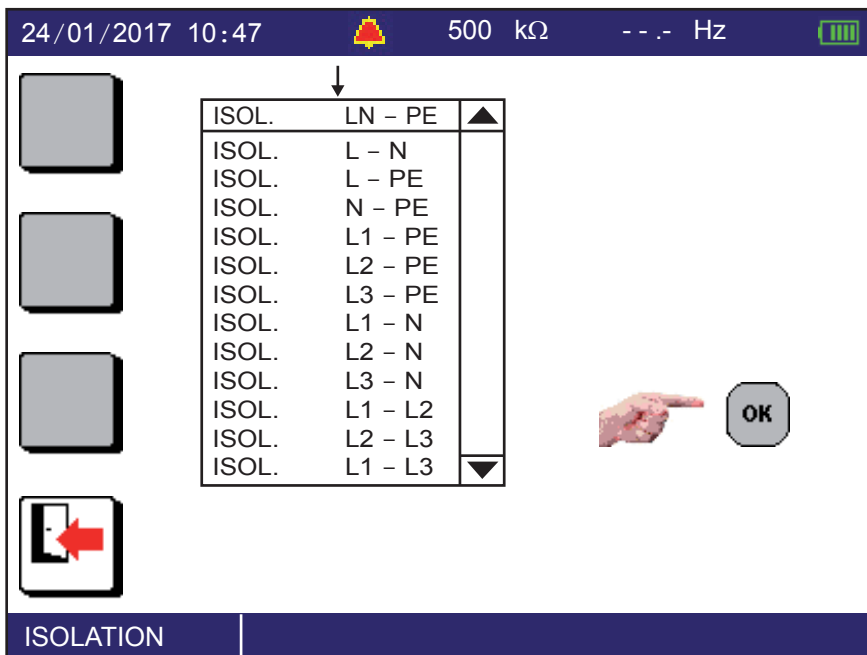 24/01/2017 10:47 500 kΩ - - .- Hz
ISOL. LN – PE
ISOL. L – N
ISOL. L – PE
ISOL. N – PE
ISOL. L1 – PE
ISOL. L2 – PE
ISOL. L3 – PE
ISOL. L1 – N
ISOL. L2 – N
ISOL. L3 – N
ISOL. L1 – L2
ISOL. L2 – L3
ISOL. L1 – L3
OK
ISOLATION